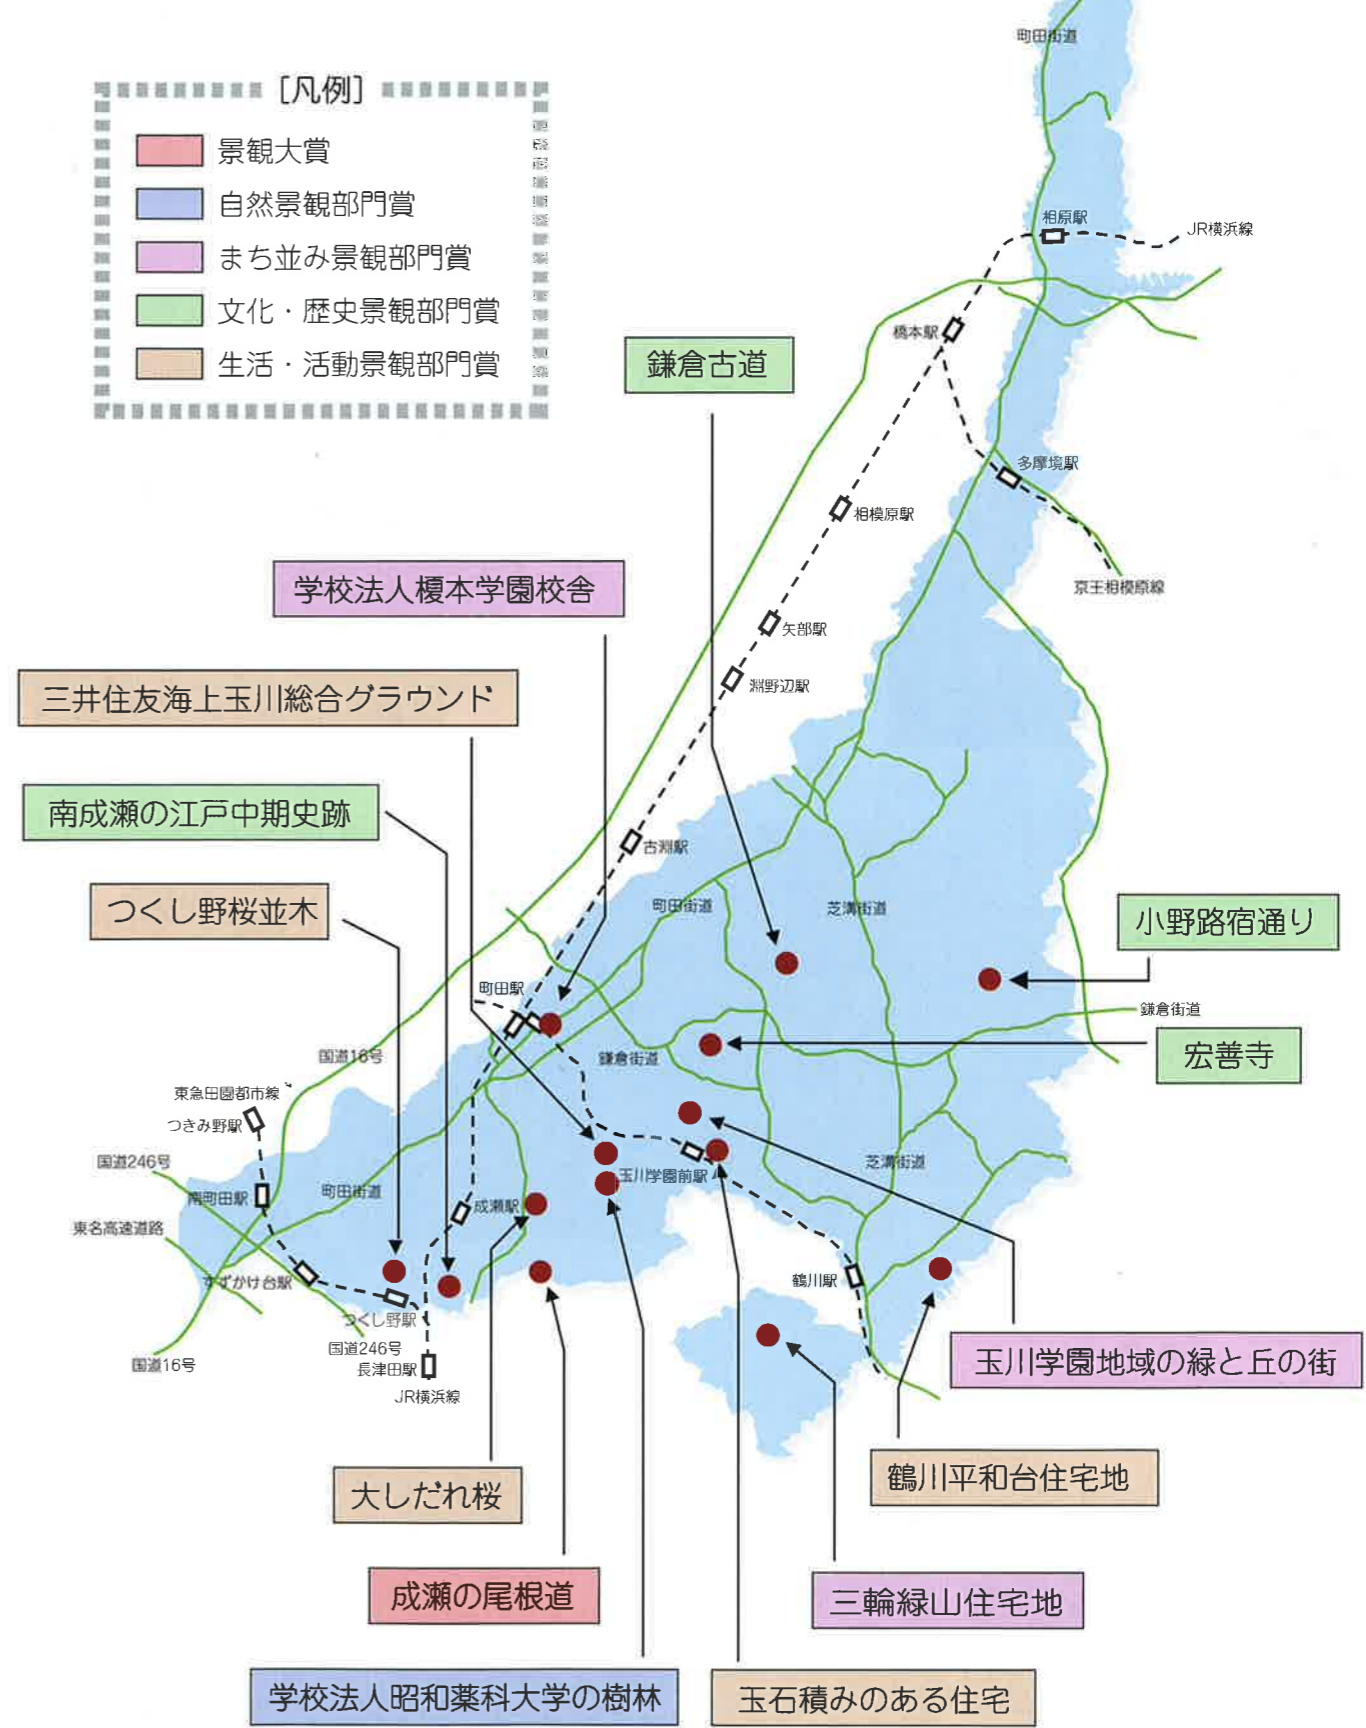 町田街道
［凡例］
景観大賞
自然景観部門賞
まち並み景観部門賞
文化・歴史景観部門賞
生活・活動景観部門賞
相原駅
JR横浜線
橋本駅
鎌倉古道
多摩境駅
相模原駅
京王相模原線
学校法人榎本学園校舎
矢部駅
淵野辺駅
三井住友海上玉川総合グラウンド
南成瀬の江戸中期史跡
古淵駅
つくし野桜並木
町田街道
芝溝街道
小野路宿通り
町田駅
鎌倉街道
国道16号
鎌倉街道
宏善寺
東急田園都市線
つきみ野駅
国道246号
南町田駅
町田街道
成瀬駅
玉川学園前駅
芝溝街道
東名高速道路
すずかけ台駅
鶴川駅
つくし野駅
国道246号
国道16号
長津田駅
JR横浜線
玉川学園地域の緑と丘の街
鶴川平和台住宅地
大しだれ桜
成瀬の尾根道
三輪緑山住宅地
学校法人昭和薬科大学の樹林
玉石積みのある住宅